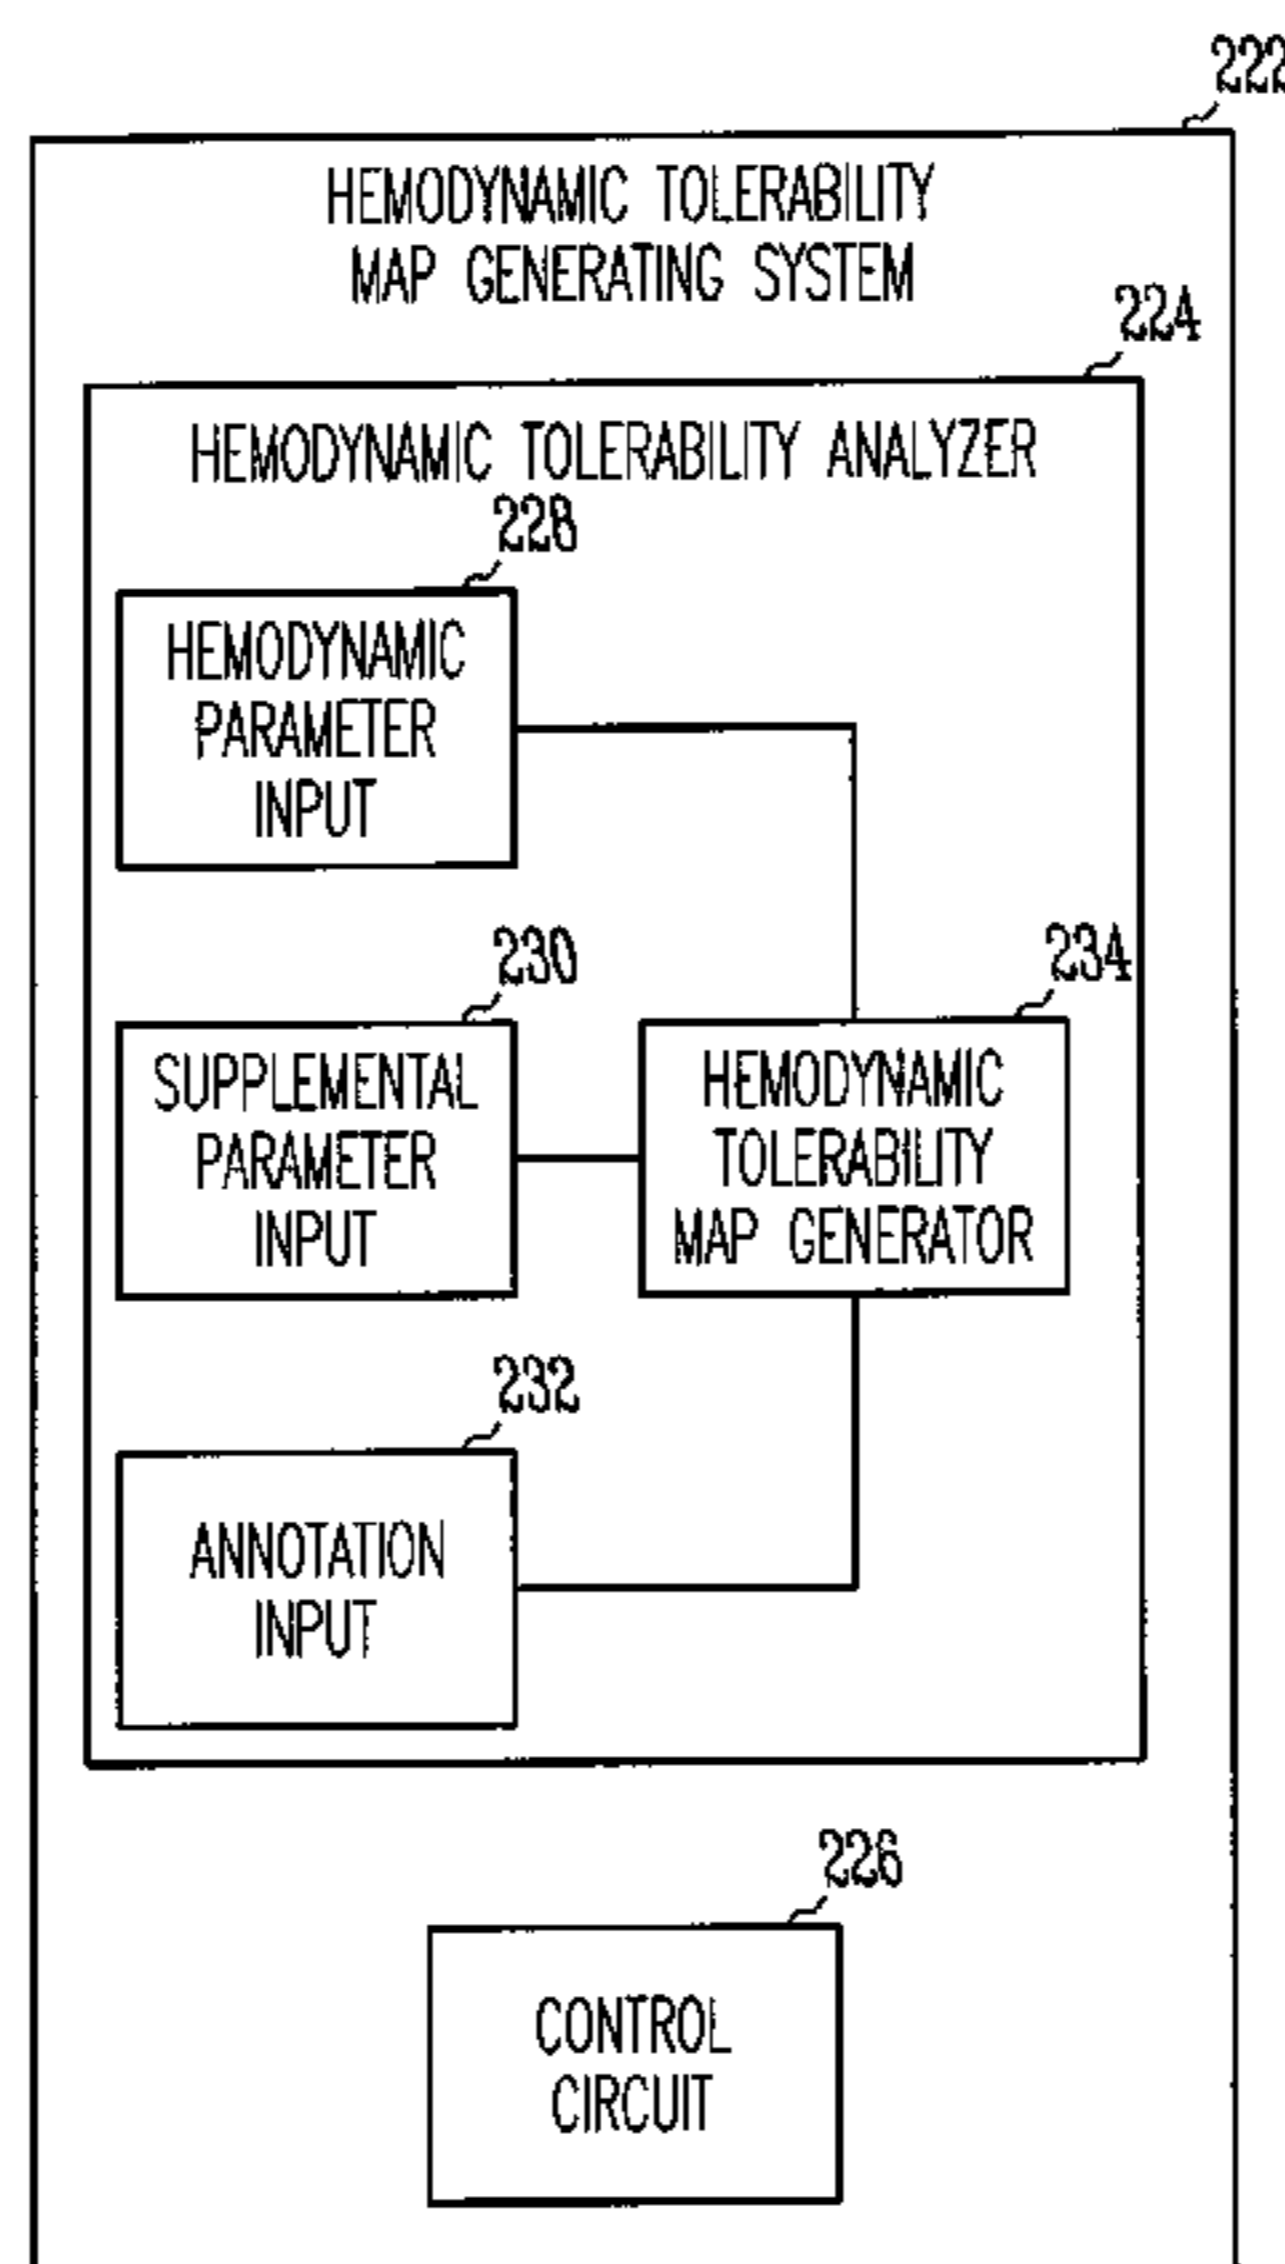 222
HEMODYNAMIC TOLERABILITY
MAP GENERATING SYSTEM
224
HEMODYNAMIC TOLERABILITY ANALYZER
228
HEMODYNAMIC
PARAMETER
INPUT
230
SUPPLEMENTAL
PARAMETER
INPUT
234
HEMODYNAMIC
TOLERABILITY
MAP GENERATOR
232
ANNOTATION
INPUT
226
CONTROL
CIRCUIT